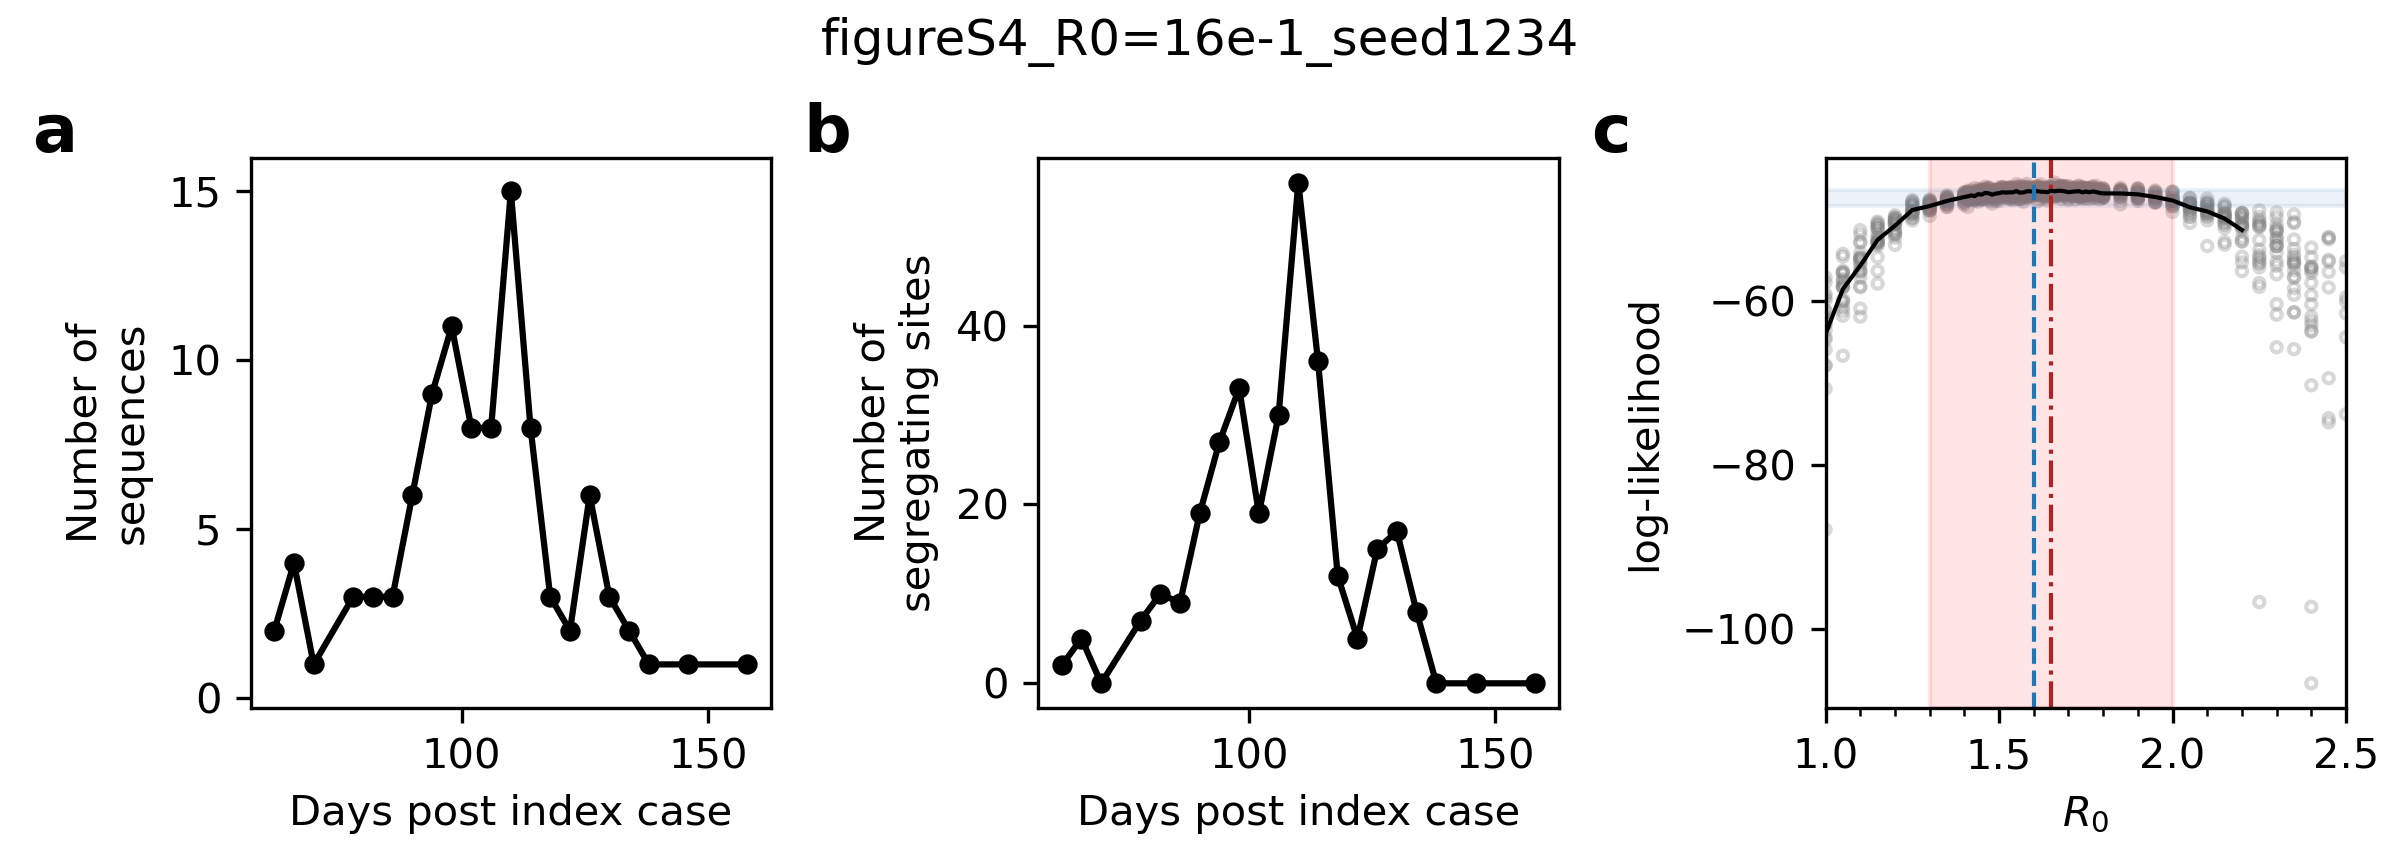 figureS4_R0=16e-1_seed1234
a
b
c
Number of
sequences
15
10
5
0
100
150
Days post index case
Number of
segregating sites
40
20
0
100
150
Days post index case
log-likelihood
−60
−80
−100
1.0
1.5
2.0
2.5
R₀